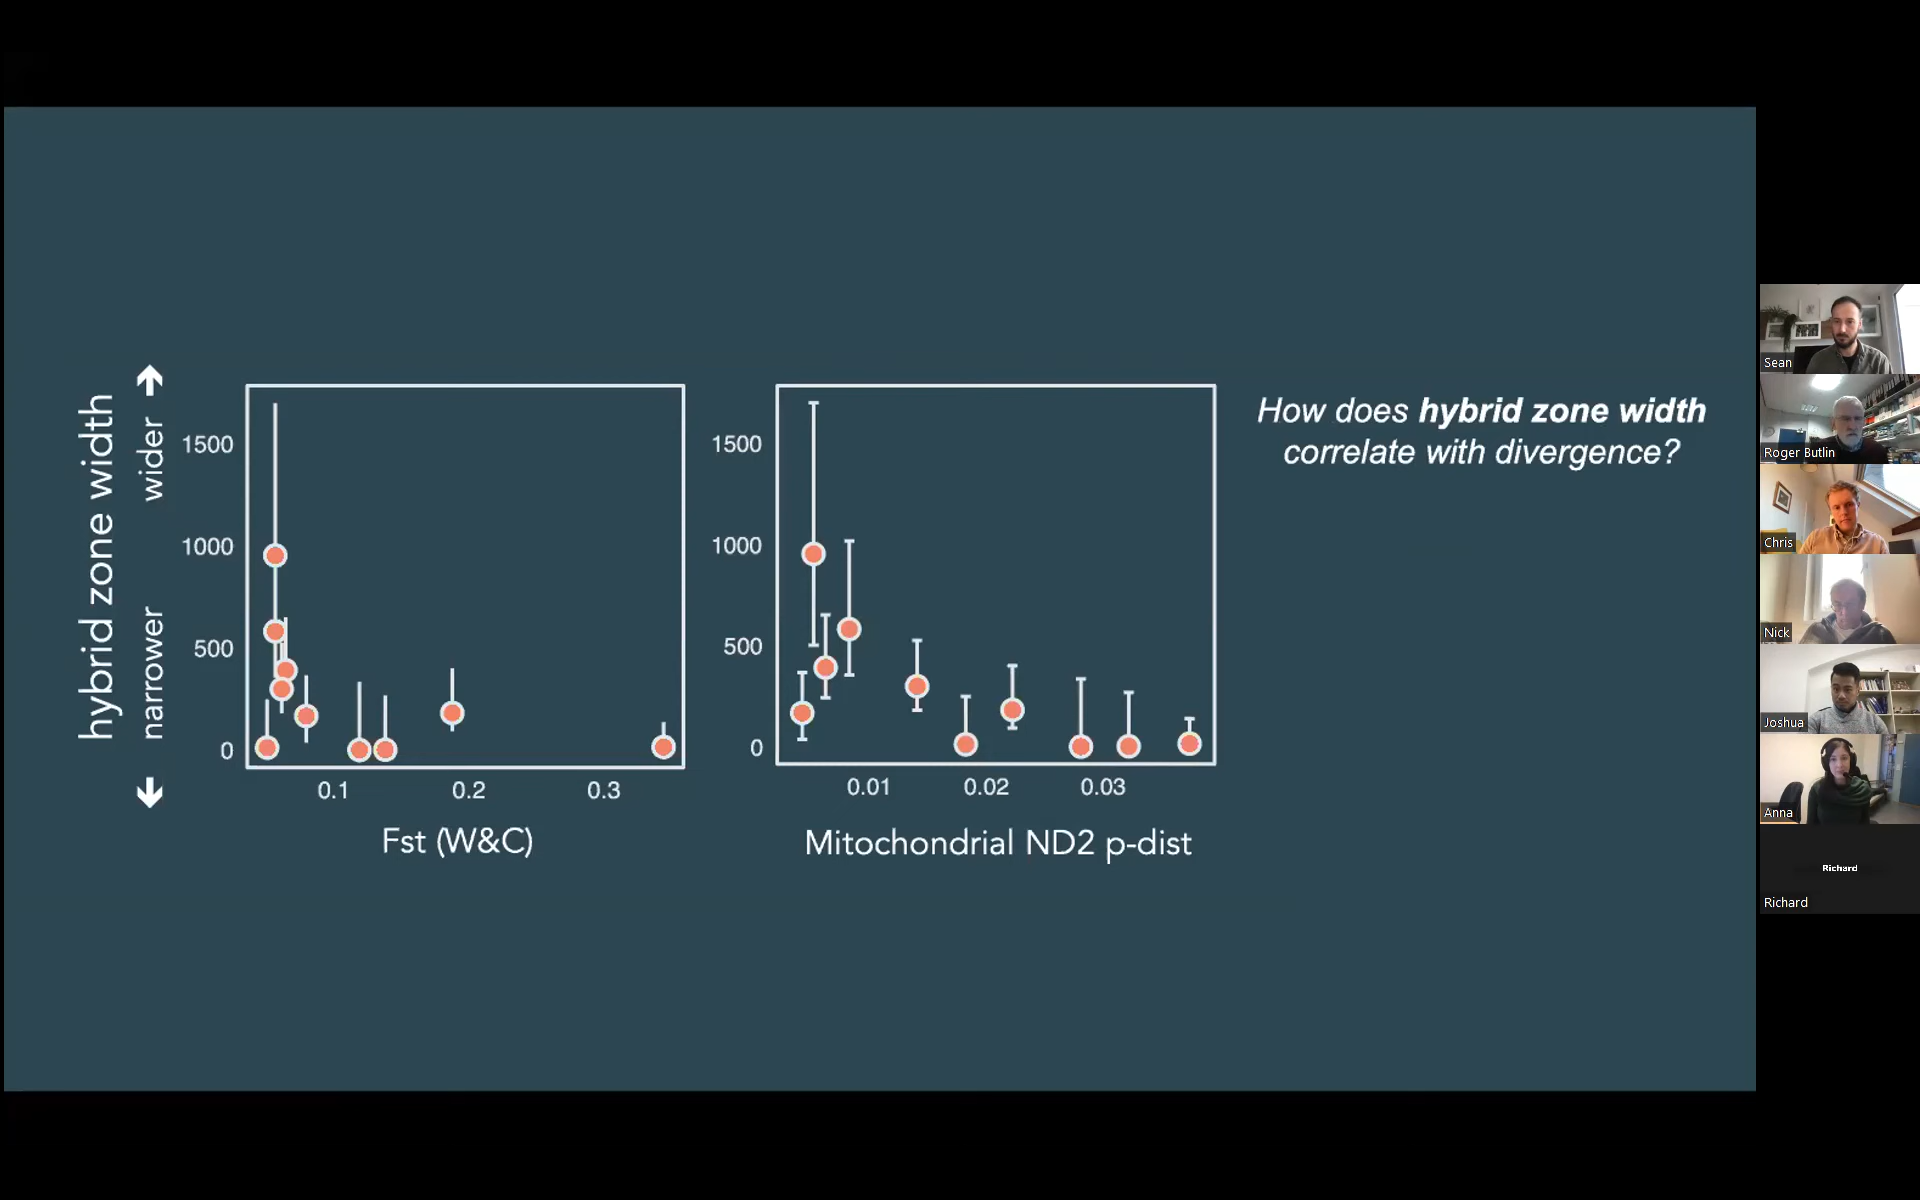 hybrid zone width
narrower
wider
1500
1000
500
0
0.1
0.2
0.3
Fst (W&C)
1500
1000
500
0
0.01
0.02
0.03
Mitochondrial ND2 p-dist
How does hybrid zone width
correlate with divergence?
Sean
Roger Butlin
Chris
Nick
Joshua
Anna
Richard
Richard